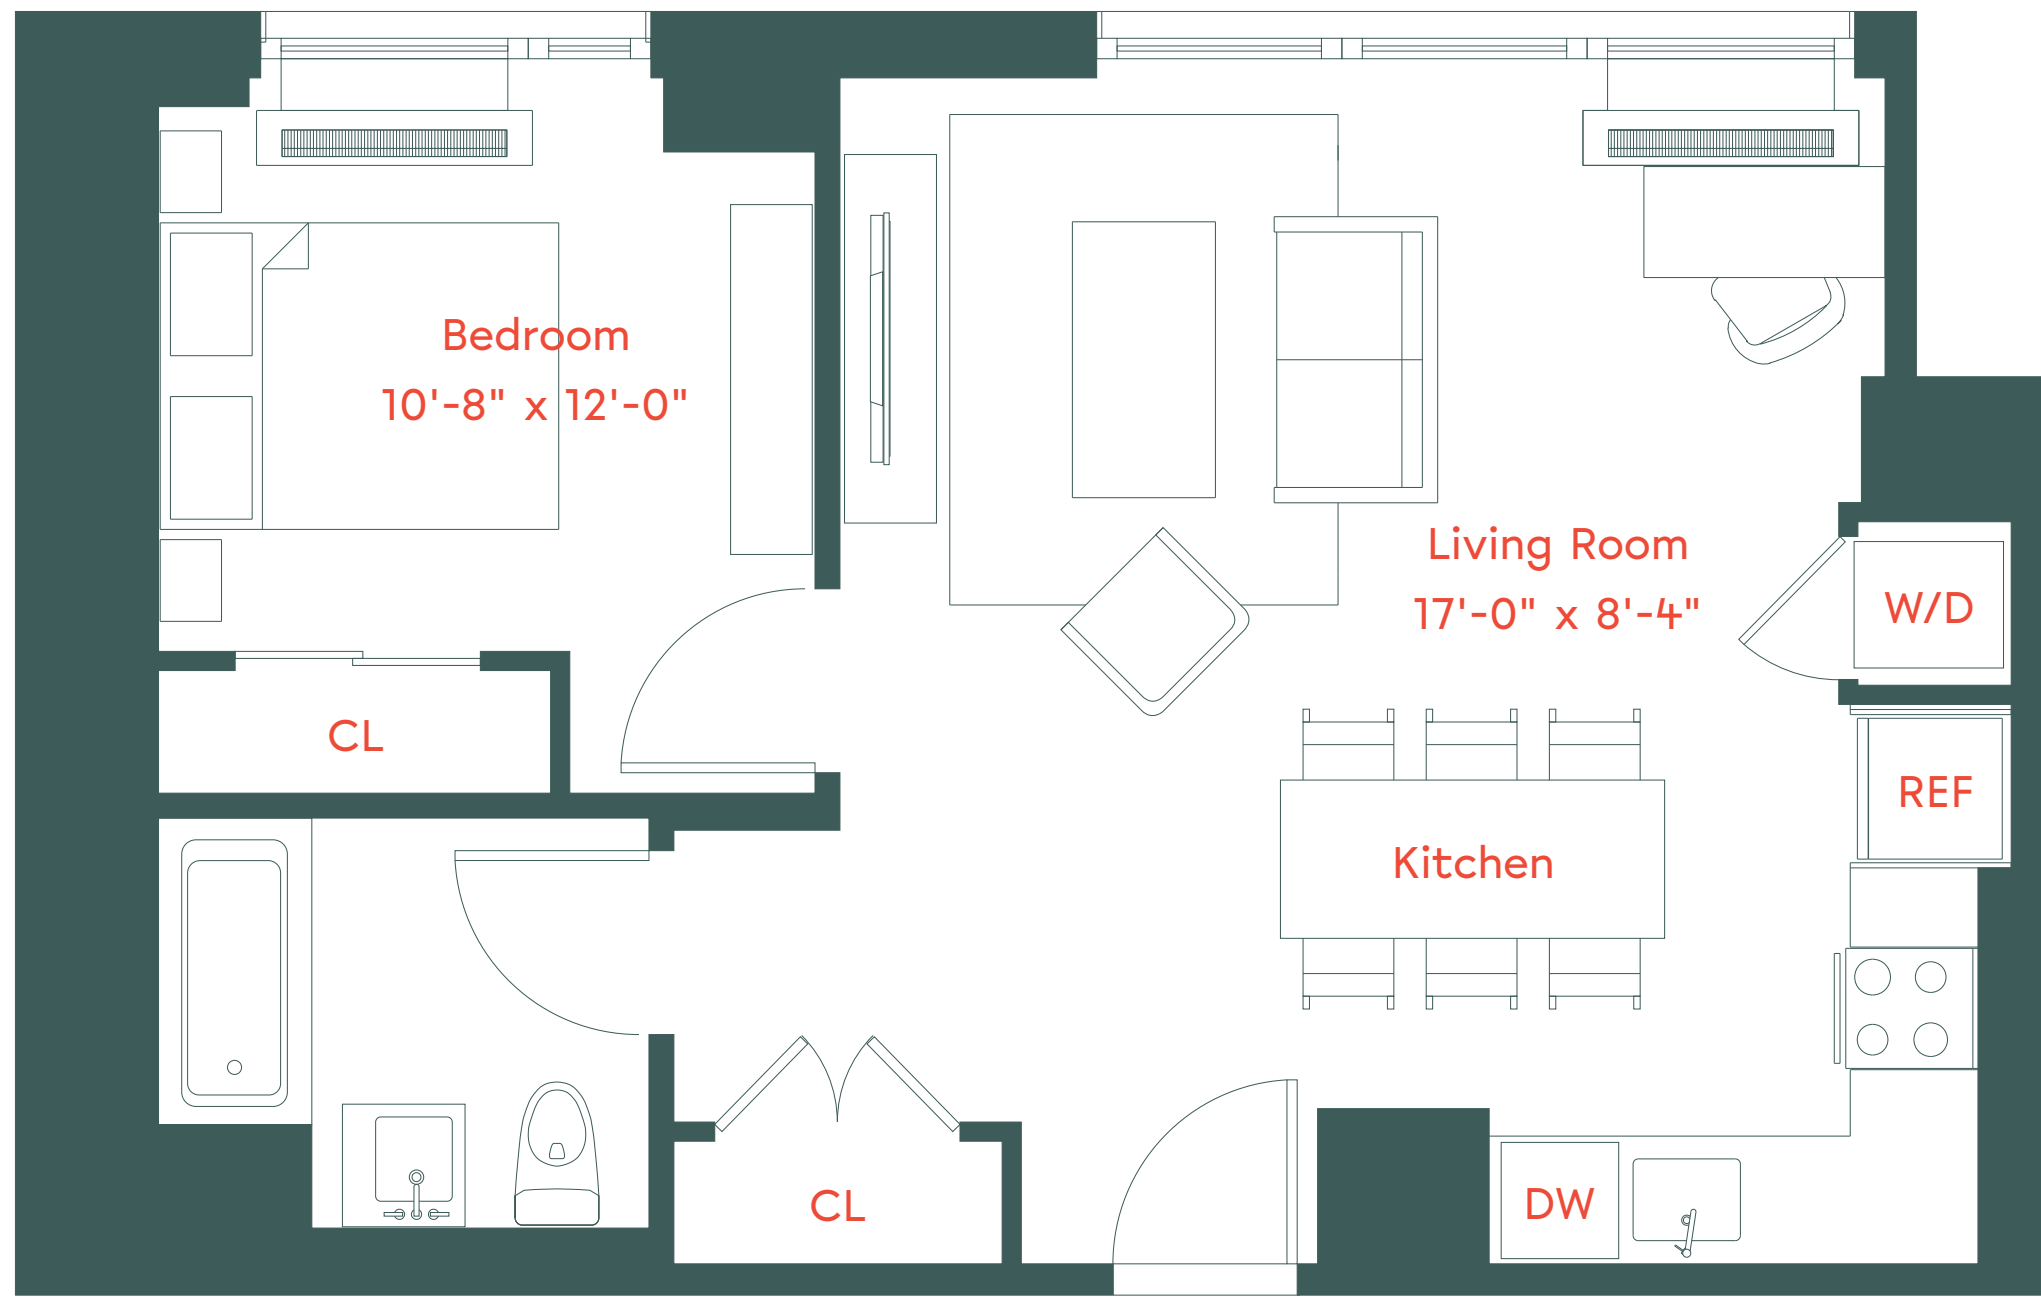 Bedroom
10'-8" x 12'-0"
Living Room
17'-0" x 8'-4"
W/D
CL
REF
Kitchen
CL
DW